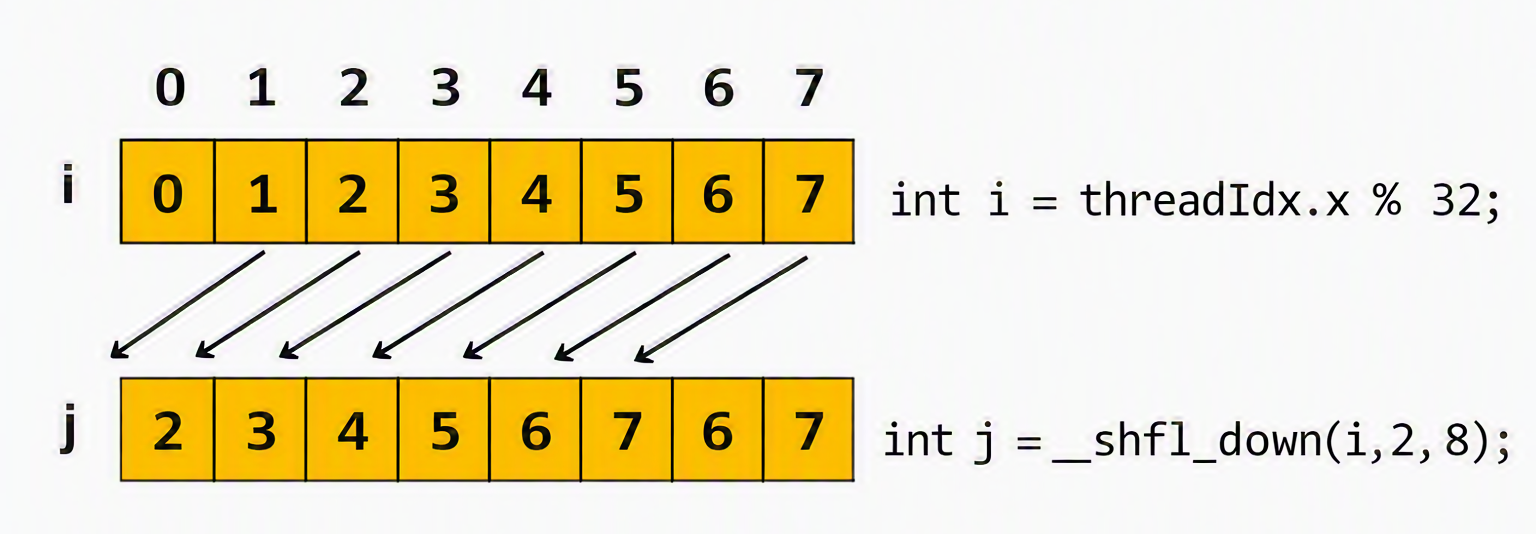 0 1 2 3 4 5 6 7
i 0 1 2 3 4 5 6 7 int i = threadIdx.x % 32;
j 2 3 4 5 6 7 6 7 int j = __shfl_down(i,2,8);